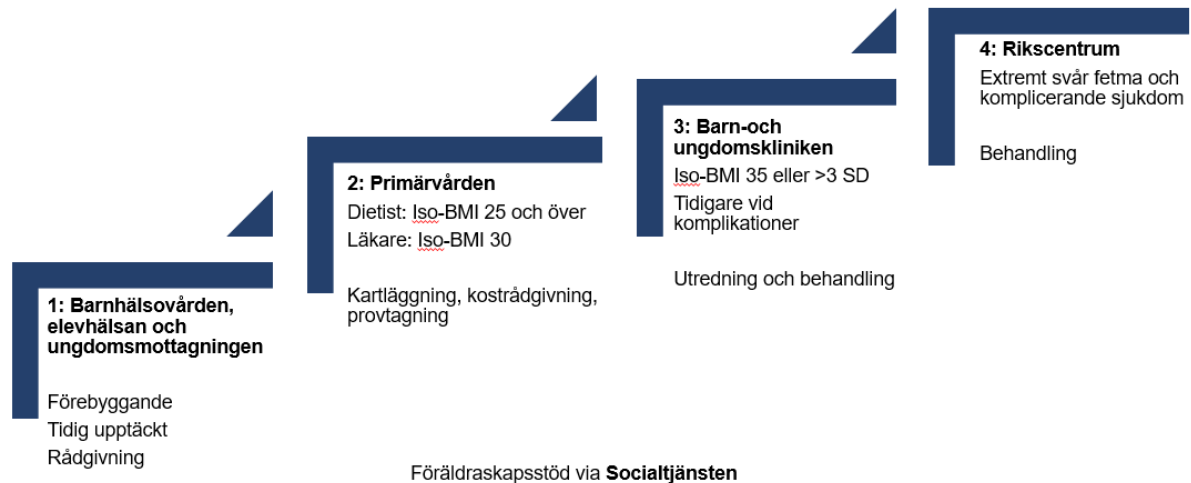 1: Barnhälsovården,
elevhälsan och
ungdomsmottagningen
Förebyggande
Tidig upptäckt
Rådgivning
2: Primärvården
Dietist: Iso-BMI 25 och över
Läkare: Iso-BMI 30
Kartläggning, kostrådgivning,
provtagning
3: Barn-och
ungdomskliniken
Iso-BMI 35 eller >3 SD
Tidigare vid
komplikationer
Utredning och behandling
4: Rikscentrum
Extremt svår fetma och
komplicerande sjukdom
Behandling
Föräldraskapsstöd via Socialtjänsten